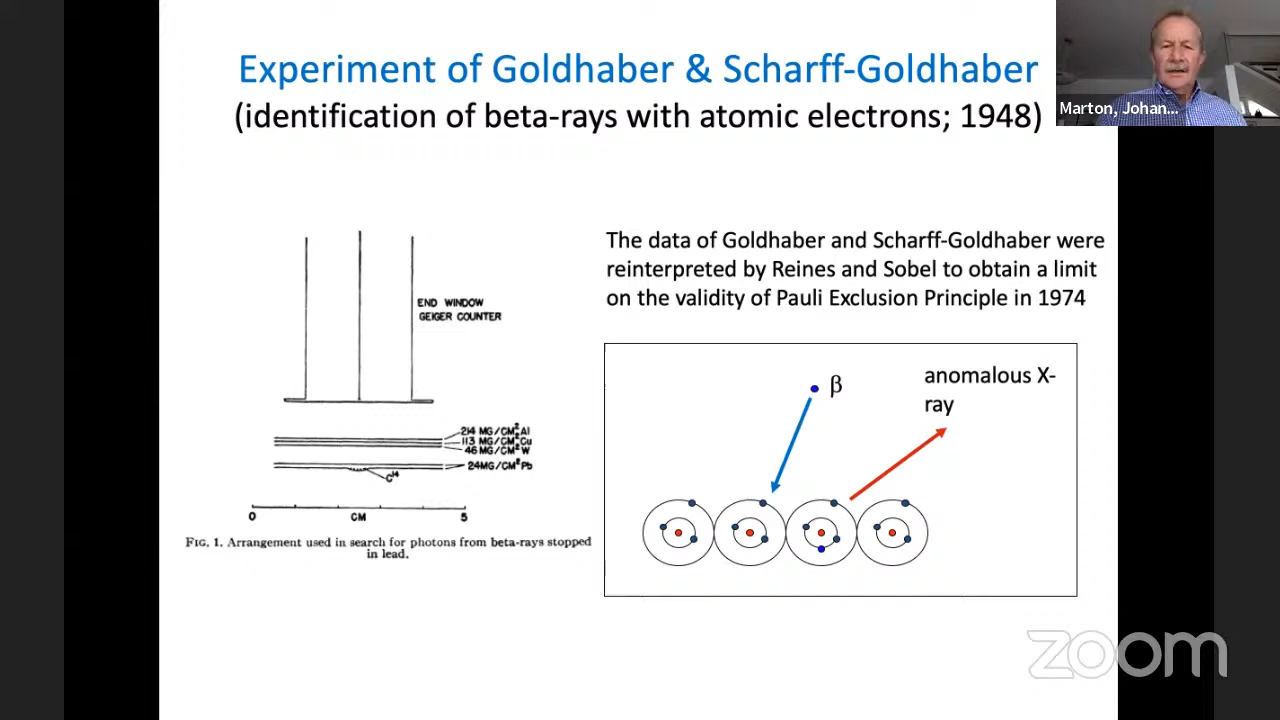 Experiment of Goldhaber & Scharff-Goldhaber
(identification of beta-rays with atomic electrons; 1948)
Marton, Johan...
The data of Goldhaber and Scharff-Goldhaber were
reinterpreted by Reines and Sobel to obtain a limit
on the validity of Pauli Exclusion Principle in 1974
END WINDOW
GEIGER COUNTER
214 MG/CM² Al
113 MG/CM² Cu
46 MG/CM² W
24MG/CM² Pb
C¹⁴
0 CM 5
FIG. 1. Arrangement used in search for photons from beta-rays stopped
in lead.
β
anomalous X-
ray
zoom